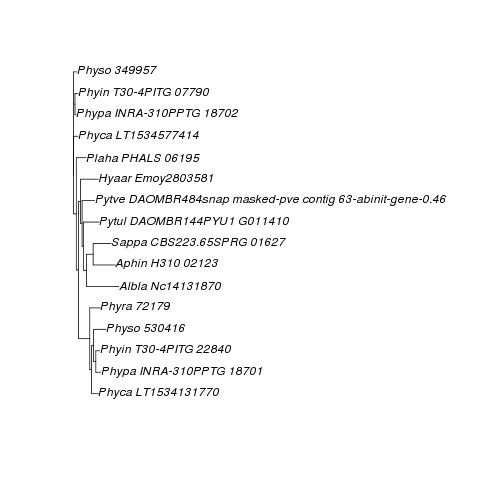 Physo 349957
Phyin T30-4PITG 07790
Phypa INRA-310PPTG 18702
Phyca LT1534577414
Plaha PHALS 06195
Hyaar Emoy2803581
Pytve DAOMBR484snap masked-pve contig 63-abinit-gene-0.46
Pytul DAOMBR144PYU1 G011410
Sappa CBS223.65SPRG 01627
Aphin H310 02123
Albla Nc14131870
Phyra 72179
Physo 530416
Phyin T30-4PITG 22840
Phypa INRA-310PPTG 18701
Phyca LT1534131770